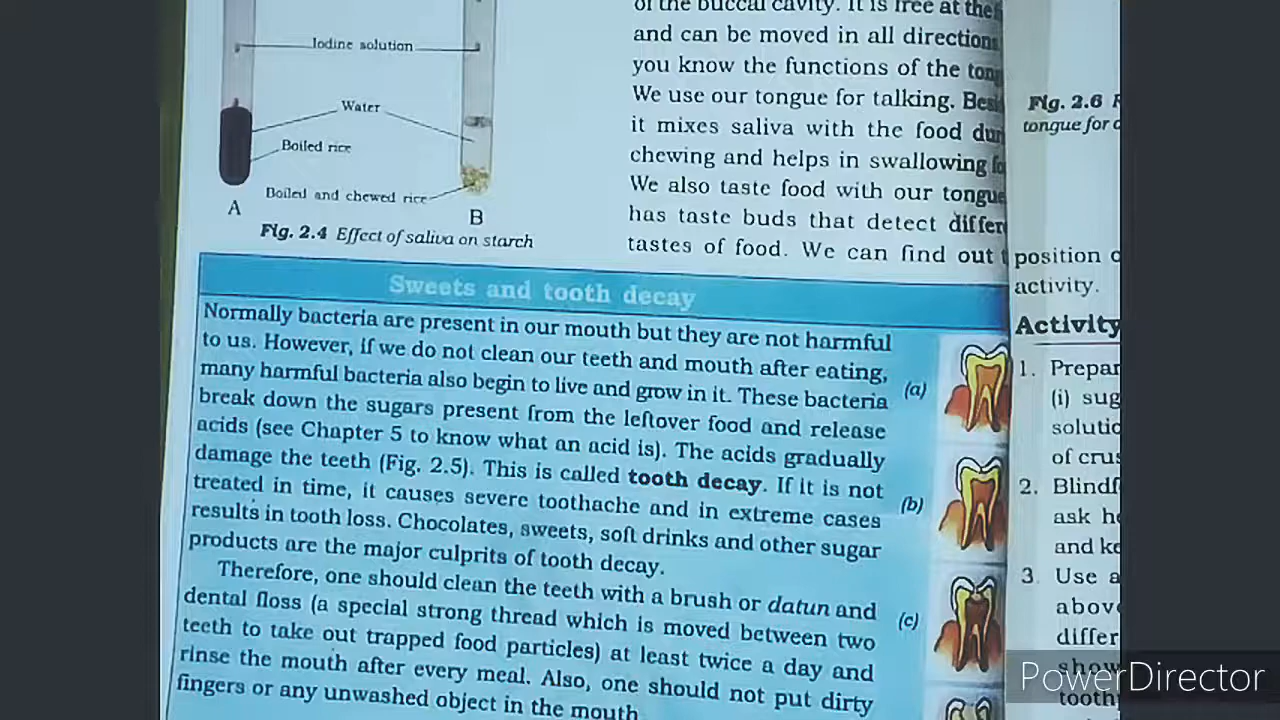 Iodine solution
Water
Boiled rice
Boiled and chewed rice
A
B
Fig. 2.4 Effect of saliva on starch
of the buccal cavity. It is free at the
and can be moved in all directions
you know the functions of the
We use our tongue for talking.
it mixes saliva with the food
chewing and helps in swallowing
We also taste food with our tongue
has taste buds that detect
tastes of food. We can find out
Sweets and tooth decay
Normally bacteria are present in our mouth but they are not harmful
to us. However, if we do not clean our teeth and mouth after eating,
many harmful bacteria also begin to live and grow in it. These bacteria
break down the sugars present from the leftover food and release
acids (see Chapter 5 to know what an acid is). The acids gradually
damage the teeth (Fig. 2.5). This is called tooth decay. If it is not
treated in time, it causes severe toothache and in extreme cases
results in tooth loss. Chocolates, sweets, soft drinks and other sugar
products are the major culprits of tooth decay.
Therefore, one should clean the teeth with a brush or datun and
dental floss (a special strong thread which is moved between two
teeth to take out trapped food particles) at least twice a day and
rinse the mouth after every meal. Also, one should not put dirty
fingers or any unwashed object in the mouth.
(a)
(b)
(c)
Fig. 2.6
tongue for
position
activity.
Activity
1. Prepar
(i) sug
solutio
of crus
2. Blindf
ask he
and ke
3. Use a
abov
differ
show
tooth
PowerDirector